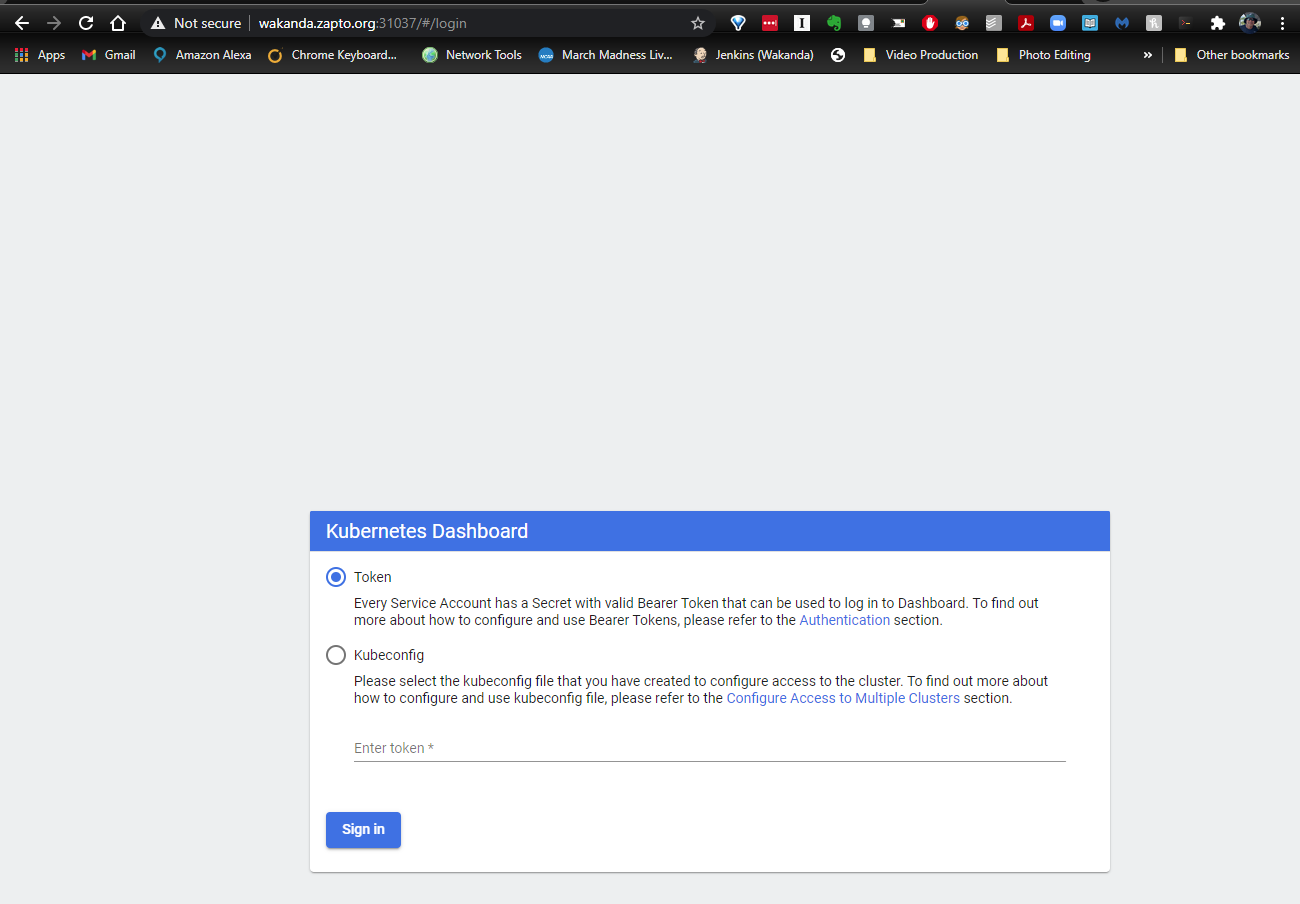 Not secure wakanda.zapto.org:31037/#/login
Apps Gmail Amazon Alexa Chrome Keyboard... Network Tools March Madness Liv... Jenkins (Wakanda) Video Production Photo Editing » Other bookmarks
Kubernetes Dashboard
Token
Every Service Account has a Secret with valid Bearer Token that can be used to log in to Dashboard. To find out
more about how to configure and use Bearer Tokens, please refer to the Authentication section.
Kubeconfig
Please select the kubeconfig file that you have created to configure access to the cluster. To find out more about
how to configure and use kubeconfig file, please refer to the Configure Access to Multiple Clusters section.
Enter token *
Sign in